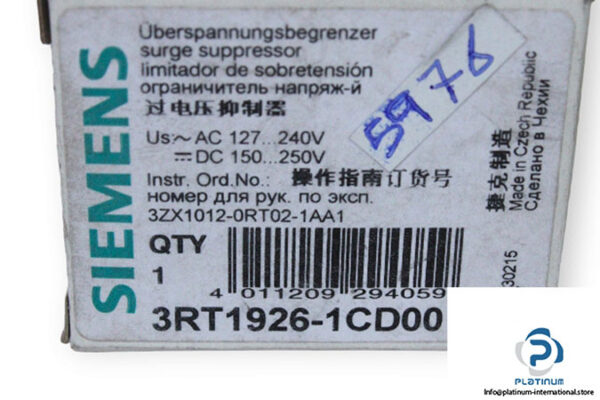 SIEMENS
Überspannungsbegrenzer
surge suppressor
limitador de sobretensión
ограничитель напряж-й
过电压抑制器
Us~ AC 127...240V
⎓ DC 150...250V
Instr. Ord.No.: 操作指南订货号
номер для рук. по эксп.
3ZX1012-0RT02-1AA1
QTY
1
4 011209 294059
3RT1926-1CD00
5976
捷克制造
Made in Czech Republic
Сделано в Чехии
30215
PLATINUM
Info@platinum-international.store